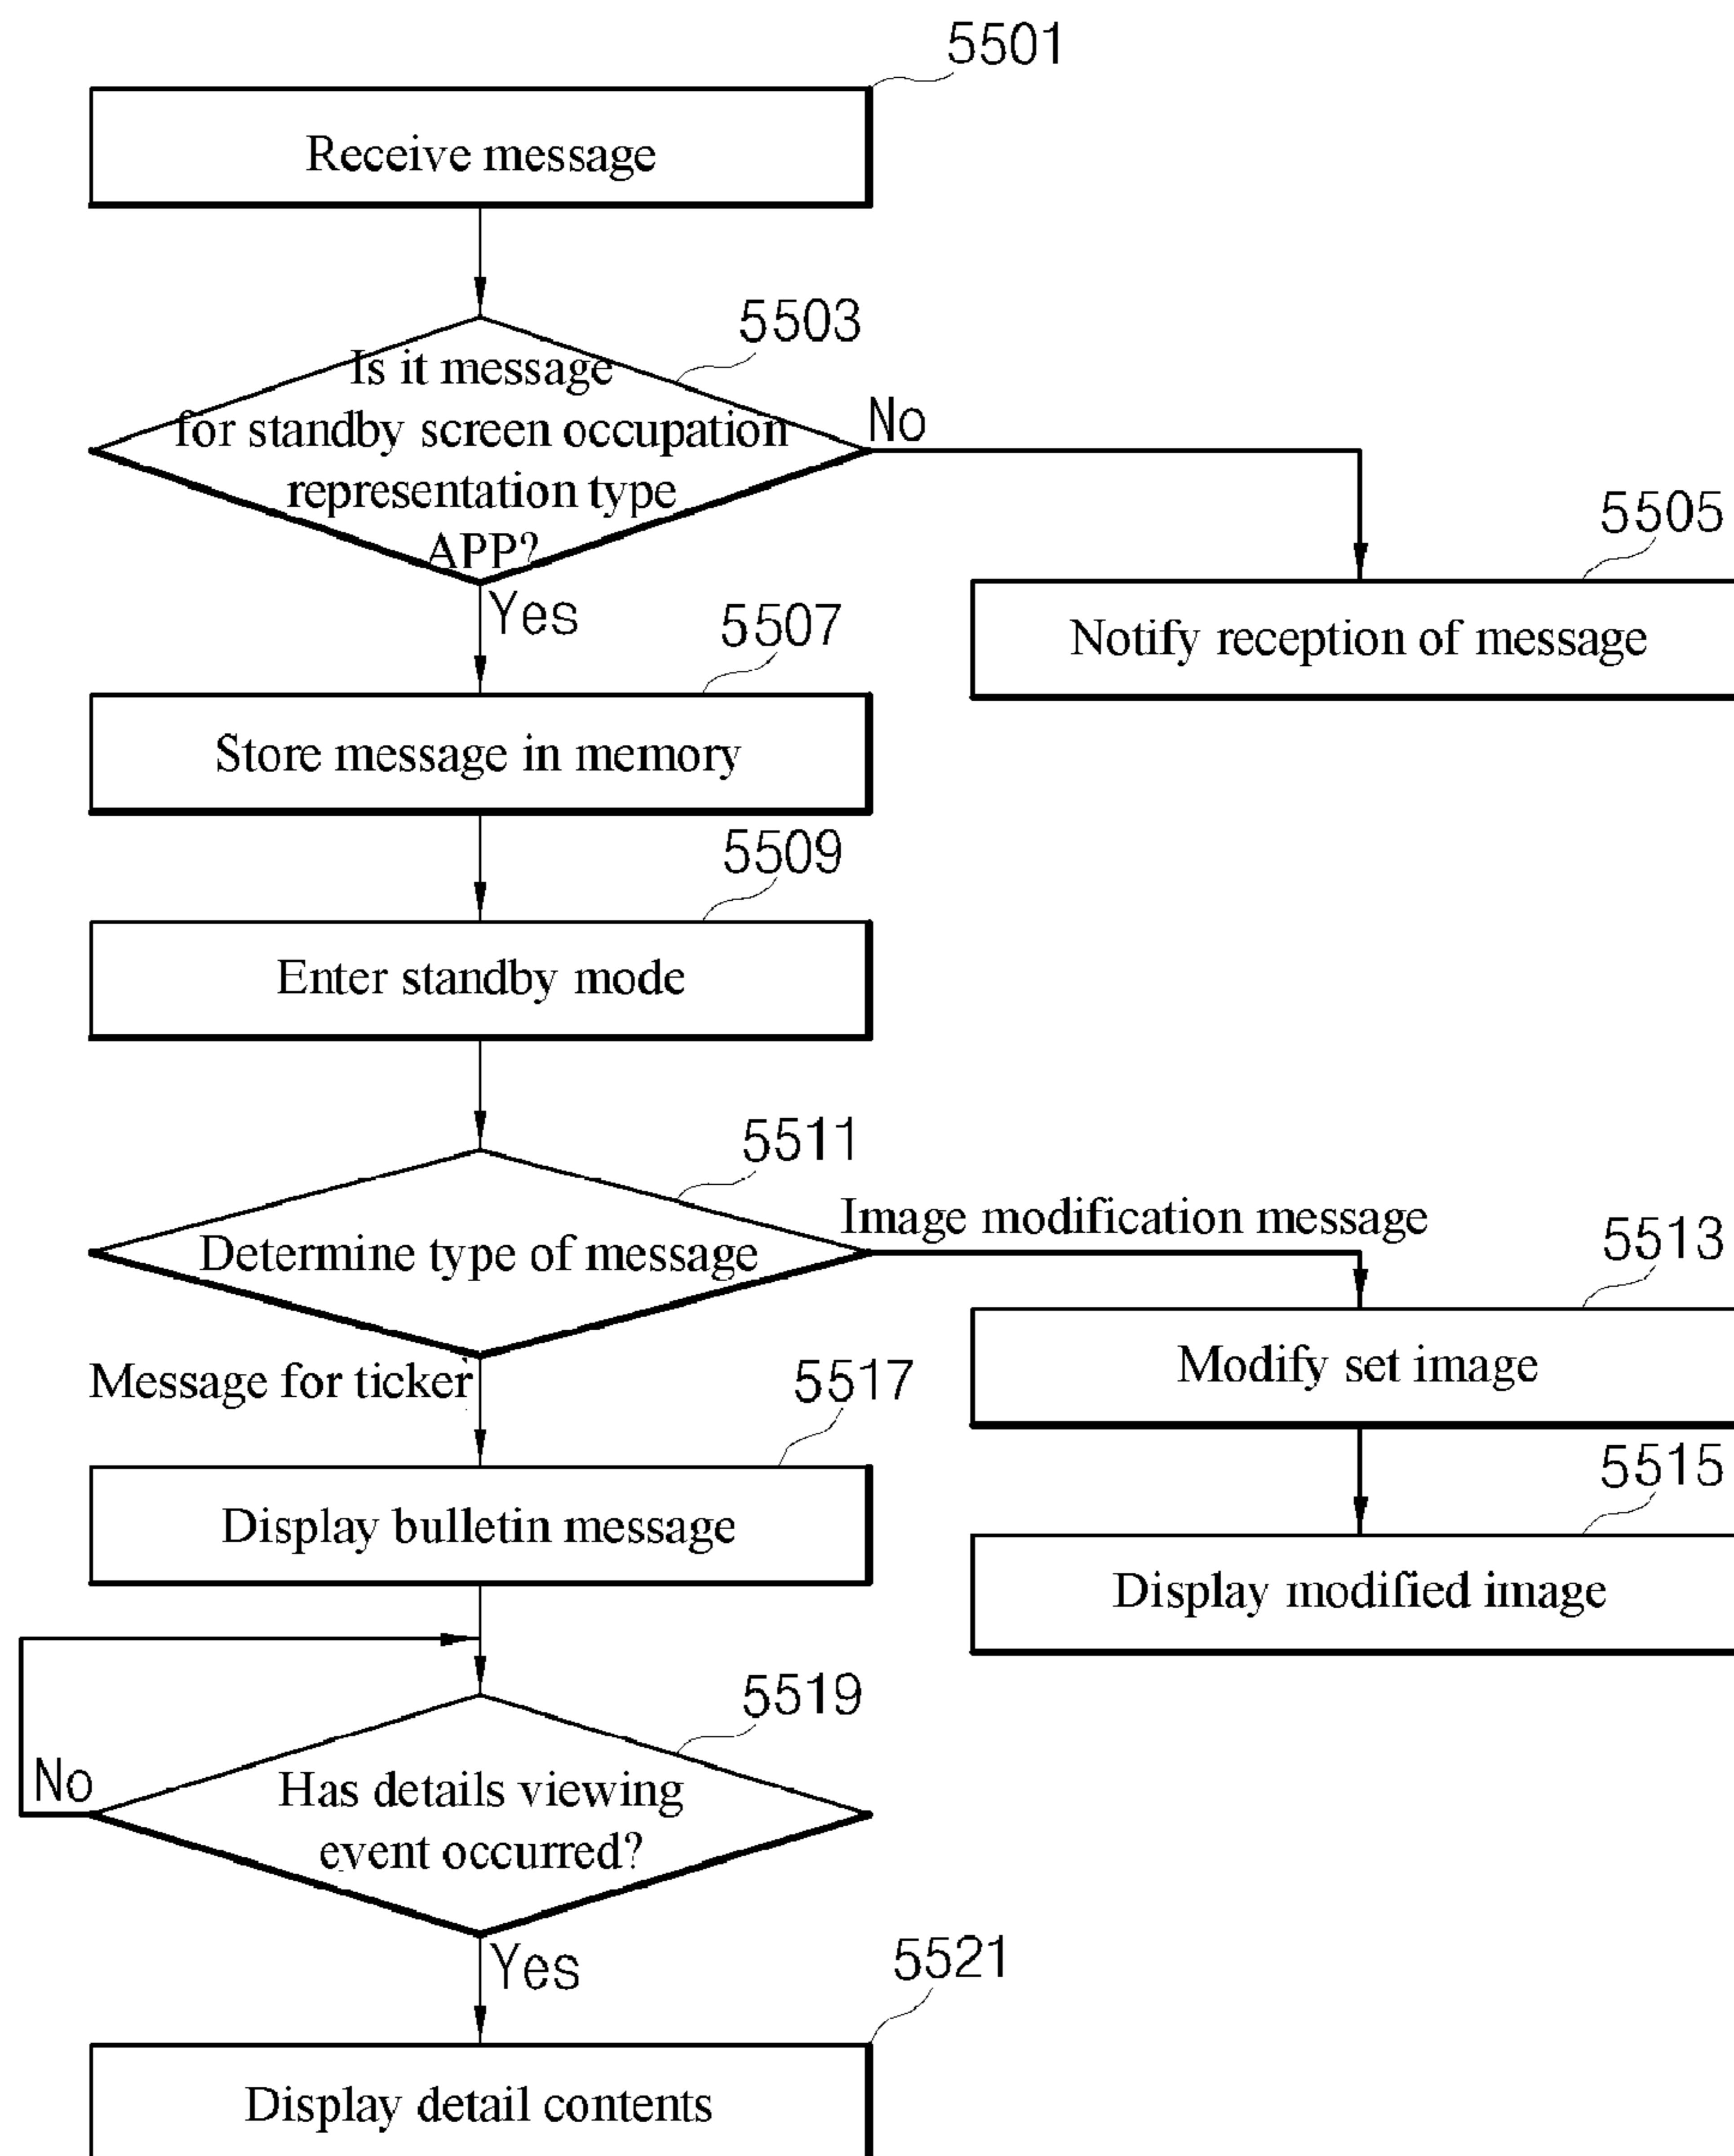 5501
Receive message
5503
Is it message
for standby screen occupation
representation type
APP?
No
Yes
5505
Notify reception of message
5507
Store message in memory
5509
Enter standby mode
5511
Determine type of message
Image modification message
5513
Modify set image
5515
Display modified image
Message for ticker
5517
Display bulletin message
5519
Has details viewing
event occurred?
No
Yes
5521
Display detail contents